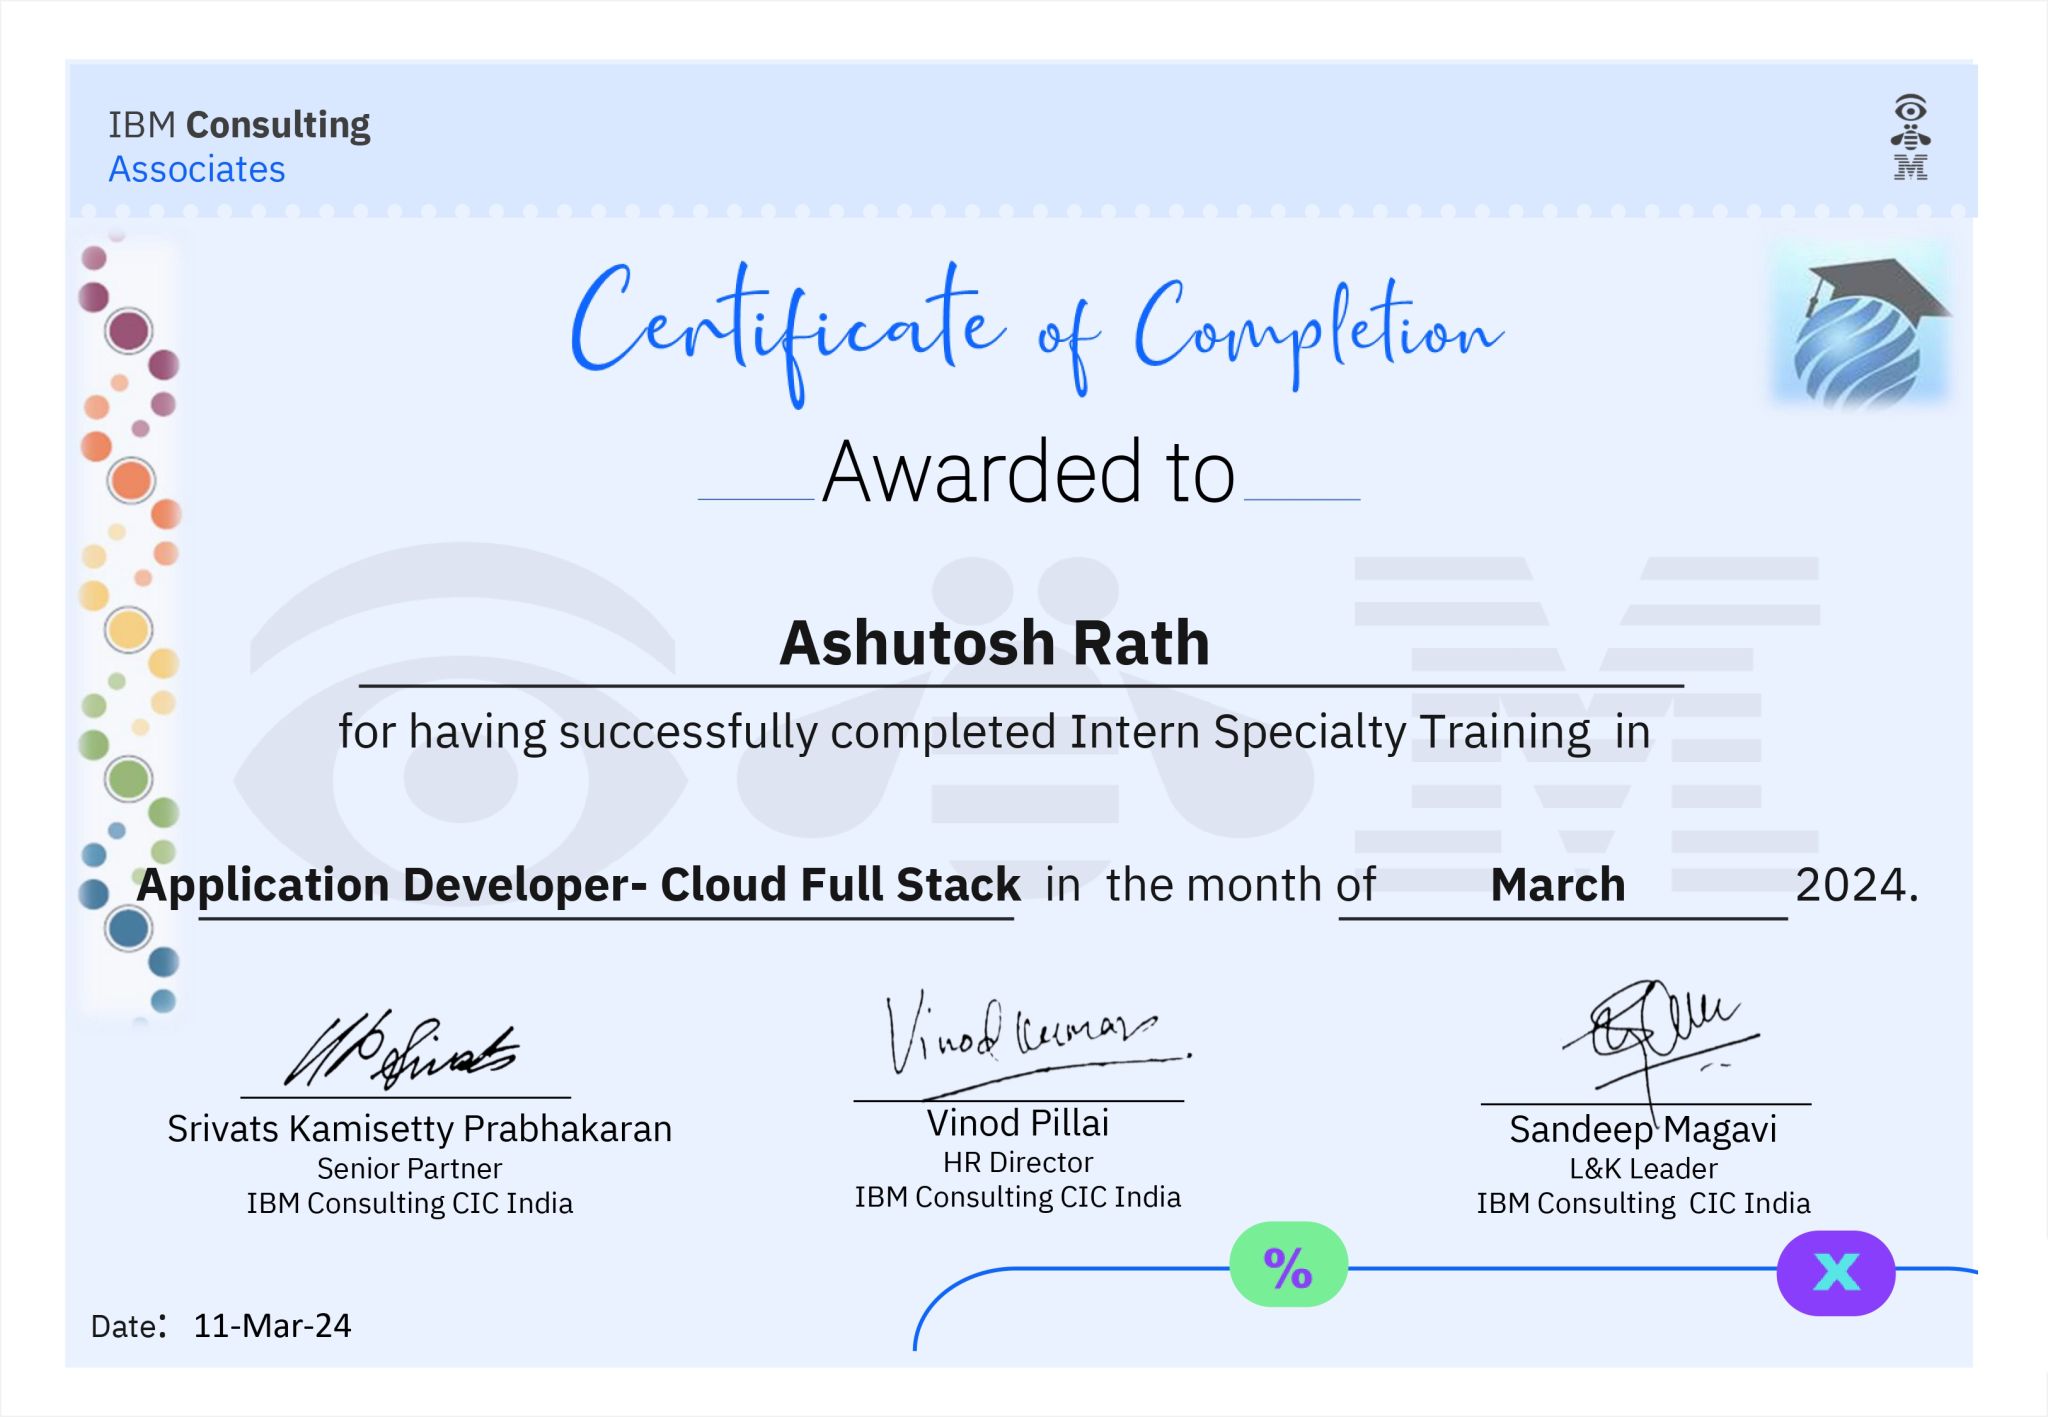 IBM Consulting
Associates
M
Certificate of Completion
Awarded to
Ashutosh Rath
for having successfully completed Intern Specialty Training in
Application Developer- Cloud Full Stack in the month of March 2024.
Vinod Kumar
Srivats Kamisetty Prabhakaran
Senior Partner
IBM Consulting CIC India
Vinod Pillai
HR Director
IBM Consulting CIC India
Sandeep Magavi
L&K Leader
IBM Consulting CIC India
%
X
Date: 11-Mar-24